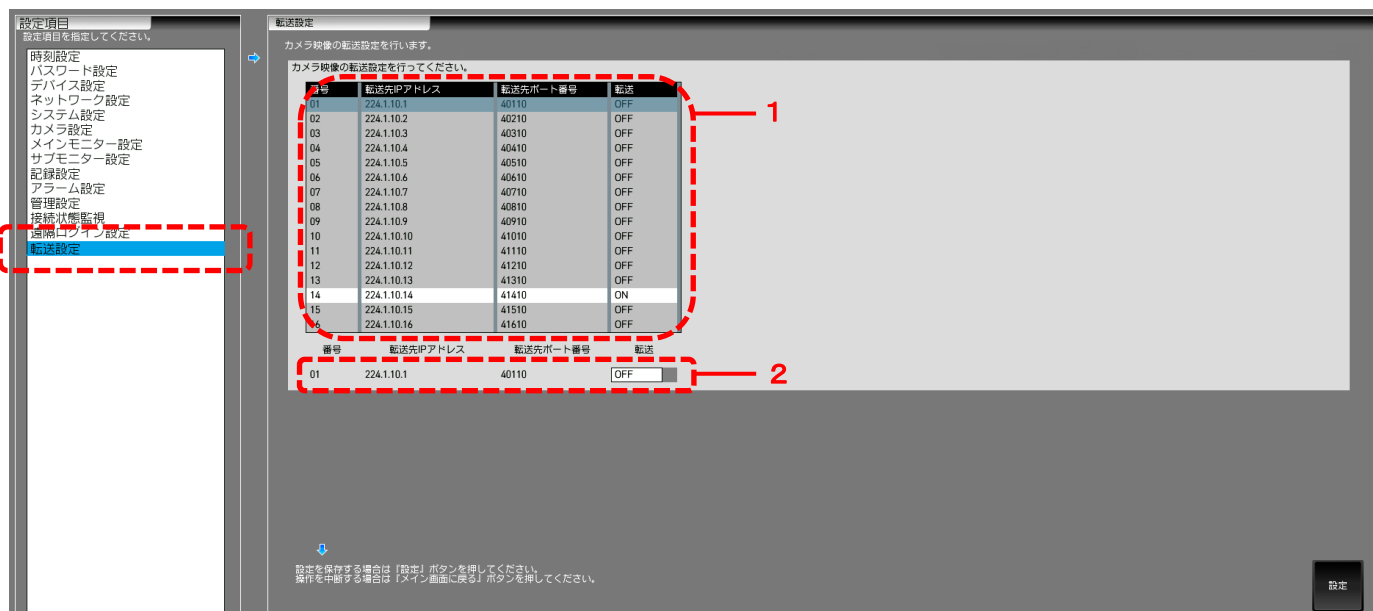 設定項目
設定項目を指定してください。
時刻設定
パスワード設定
デバイス設定
ネットワーク設定
システム設定
カメラ設定
メインモニター設定
サブモニター設定
記録設定
アラーム設定
管理設定
接続状態監視
遠隔ログイン設定
転送設定
転送設定
カメラ映像の転送設定を行います。
カメラ映像の転送設定を行ってください。
番号 転送先IPアドレス 転送先ポート番号 転送
01 224.1.10.1 40110 OFF
02 224.1.10.2 40210 OFF
03 224.1.10.3 40310 OFF
04 224.1.10.4 40410 OFF
05 224.1.10.5 40510 OFF
06 224.1.10.6 40610 OFF
07 224.1.10.7 40710 OFF
08 224.1.10.8 40810 OFF
09 224.1.10.9 40910 OFF
10 224.1.10.10 41010 OFF
11 224.1.10.11 41110 OFF
12 224.1.10.12 41210 OFF
13 224.1.10.13 41310 OFF
14 224.1.10.14 41410 ON
15 224.1.10.15 41510 OFF
16 224.1.10.16 41610 OFF
1
番号 転送先IPアドレス 転送先ポート番号 転送
01 224.1.10.1 40110 OFF
2
設定を保存する場合は『設定』ボタンを押してください。
操作を中断する場合は『メイン画面に戻る』ボタンを押してください。
設定